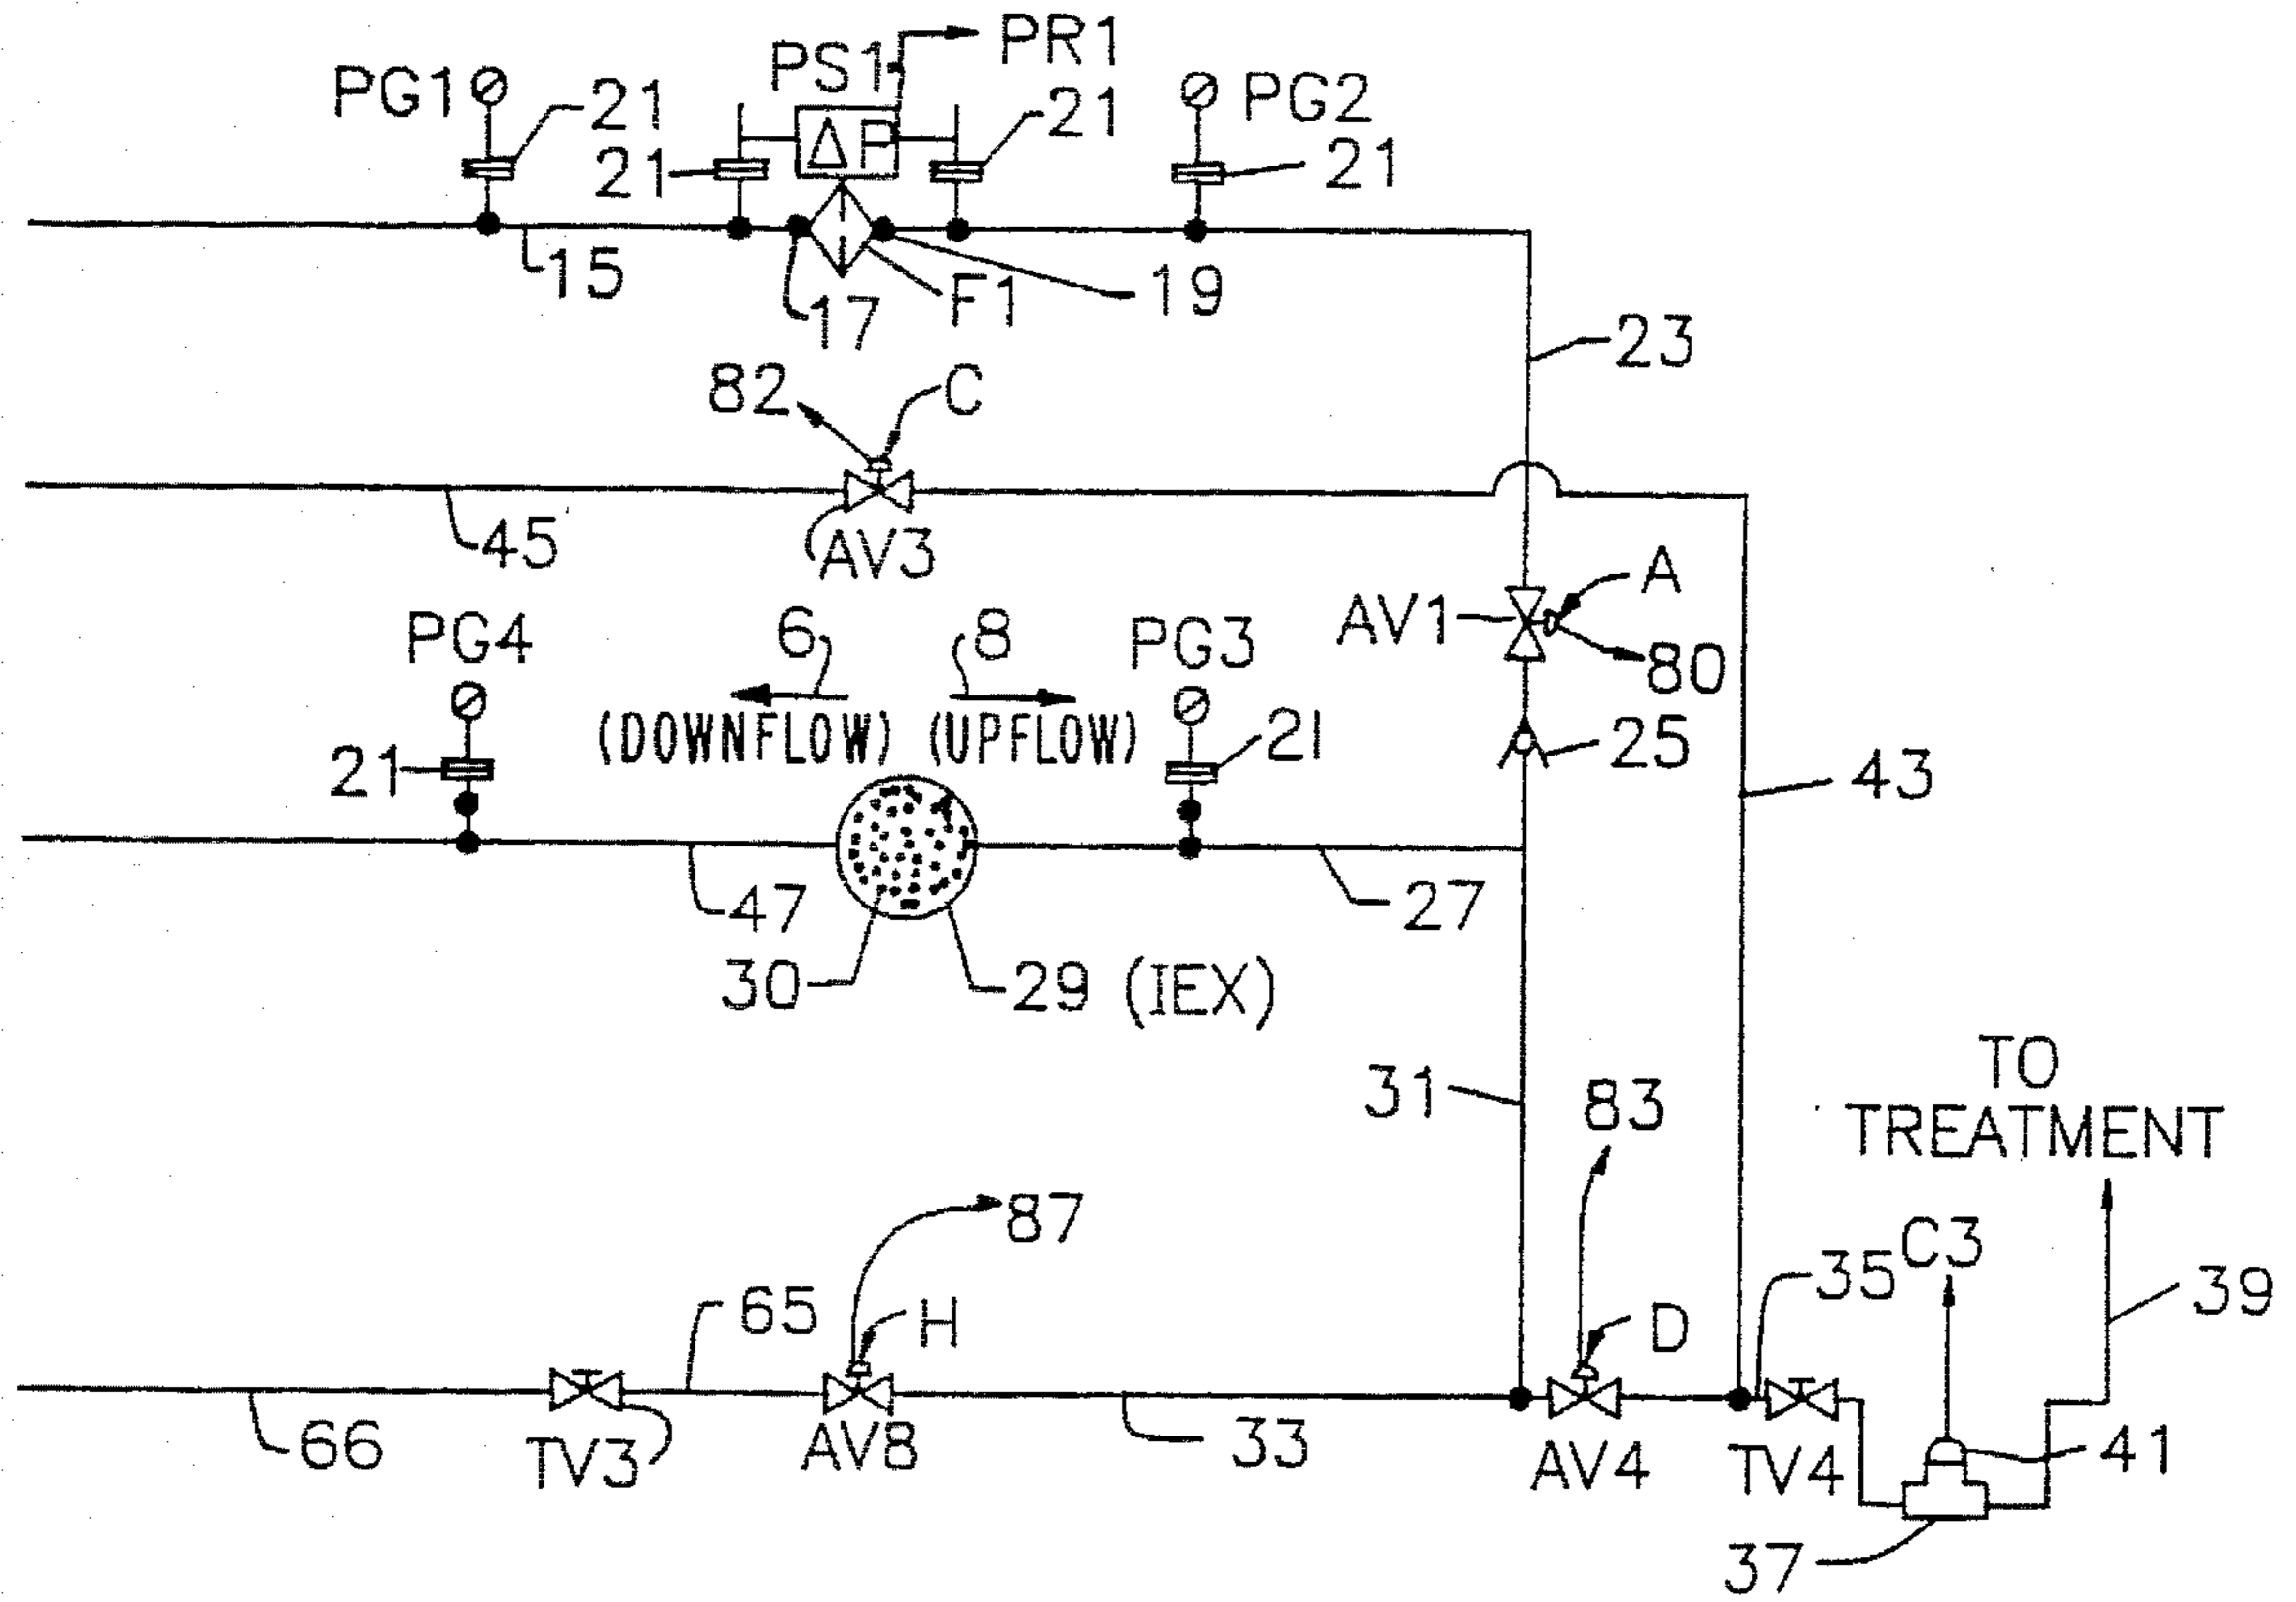 PR1
PS1
PG1
21
21
ΔP
21
PG2
21
15
17
F1
19
23
82
C
45
AV3
A
AV1
80
PG4
6
8
PG3
(DOWNFLOW)
(UPFLOW)
21
21
25
43
47
27
30
29 (IEX)
31
83
TO
TREATMENT
87
C3
35
39
65
H
D
66
TV3
AV8
33
AV4
TV4
41
37